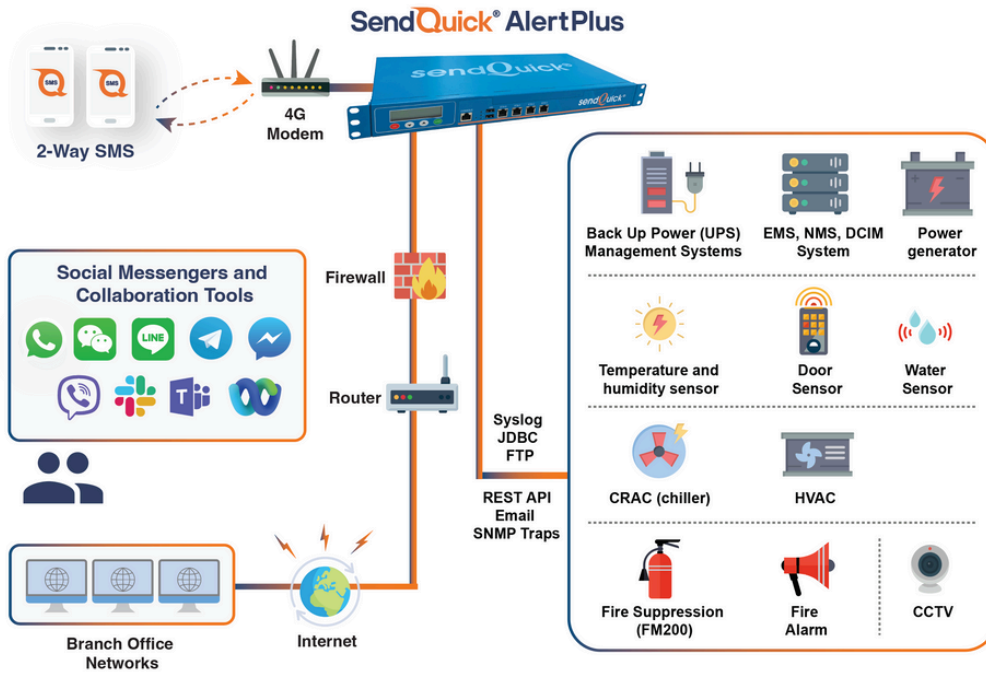 SendQuick® AlertPlus
SMS
SMS
2-Way SMS
4G
Modem
sendQuick®
sendQuick®
Back Up Power (UPS)
Management Systems
EMS, NMS, DCIM
System
Power
generator
Firewall
Social Messengers and
Collaboration Tools
LINE
T
Temperature and
humidity sensor
Door
Sensor
Water
Sensor
Router
Syslog
JDBC
FTP
REST API
Email
SNMP Traps
CRAC (chiller)
HVAC
Fire Suppression
(FM200)
Fire
Alarm
CCTV
Internet
Branch Office
Networks